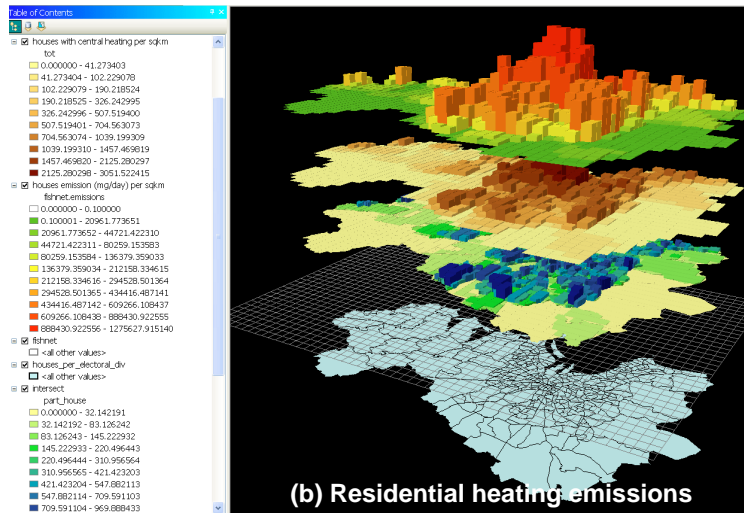 Table of Contents
houses with central heating per sqkm
tot
0.000000 - 41.273403
41.273404 - 102.229078
102.229079 - 190.218524
190.218525 - 326.242995
326.242996 - 507.519400
507.519401 - 704.563073
704.563074 - 1039.199309
1039.199310 - 1457.469819
1457.469820 - 2125.280297
2125.280298 - 3051.522415
houses emission (mg/day) per sqkm
fishnet.emissions
0.000000 - 0.100000
0.100001 - 20961.773651
20961.773652 - 44721.422310
44721.422311 - 80259.153583
80259.153584 - 136379.359033
136379.359034 - 212158.334615
212158.334616 - 294528.501364
294528.501365 - 434416.487141
434416.487142 - 609266.108437
609266.108438 - 888430.922555
888430.922556 - 1275627.915140
fishnet
<all other values>
houses_per_electoral_div
<all other values>
intersect
part_house
0.000000 - 32.142191
32.142192 - 83.126242
83.126243 - 145.222932
145.222933 - 220.496443
220.496444 - 310.956564
310.956565 - 421.423203
421.423204 - 547.882113
547.882114 - 709.591103
709.591104 - 969.888433
(b) Residential heating emissions